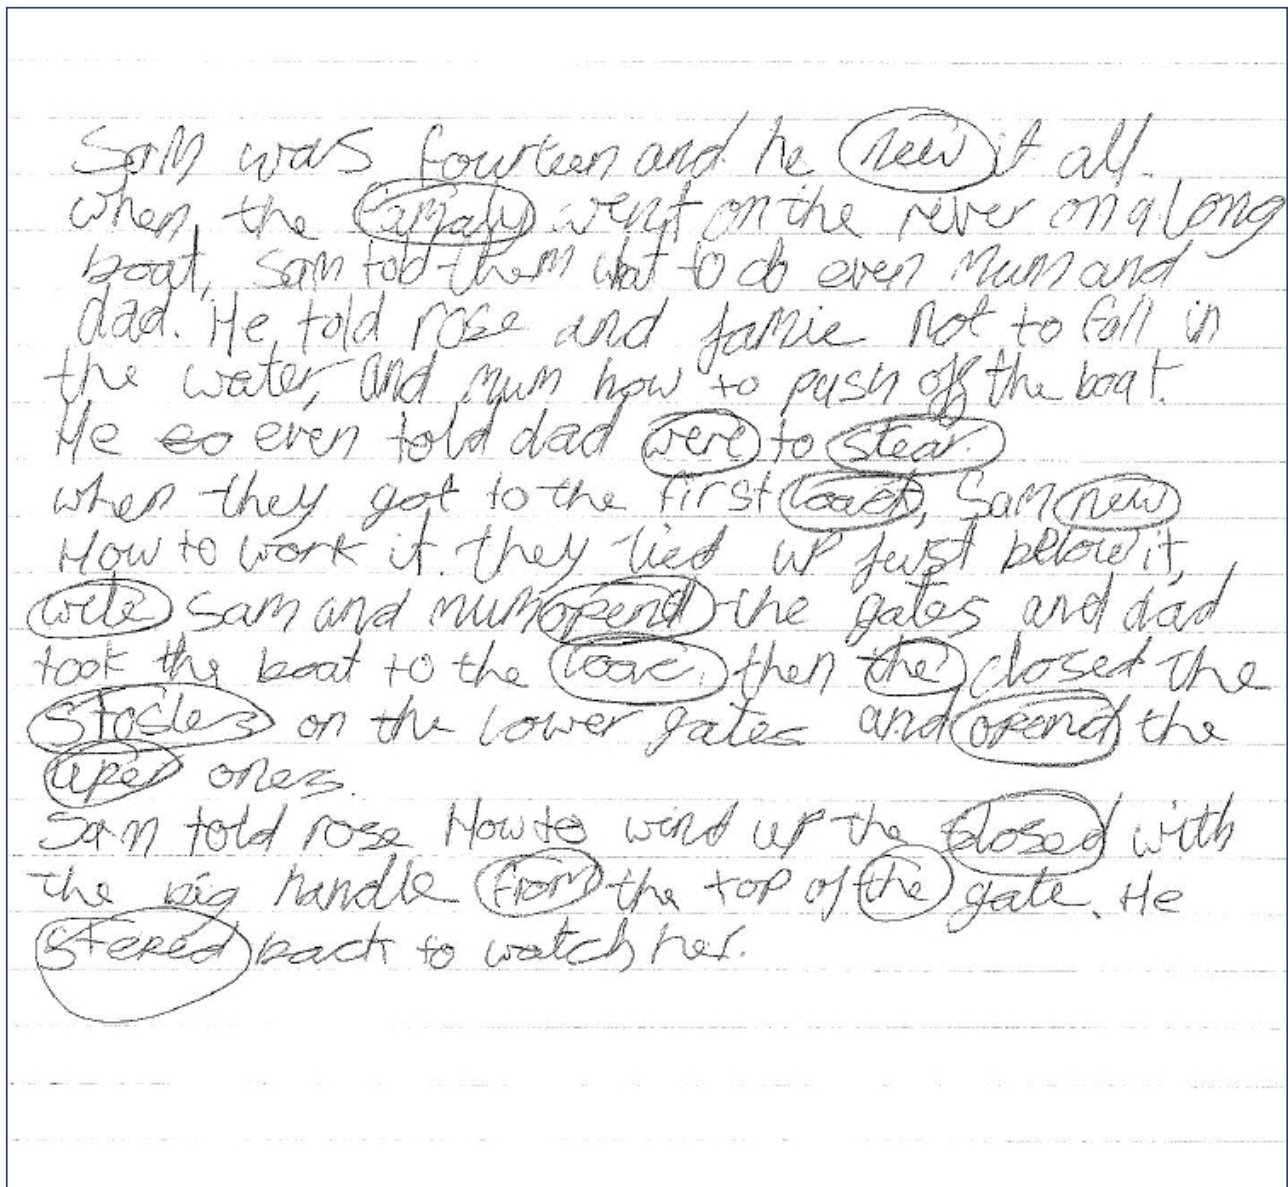 Sam was fourteen and he new it all.
when the famaly went on the river on a long
boat, Sam told them wat to do even Mum and
dad. He told rose and jamie not to fall in
the water, and mum how to push off the boat.
He even told dad were to stear.
when they got to the first loack, Sam new
How to work it. they tied up just below it,
wile Sam and mum opend the gates and dad
took the boat to the then the closed the
on the lower gates and opend the
uper ones.
Sam told rose How to wind up the closed with
the big handle from the top of the gate. He
steped back to watch her.